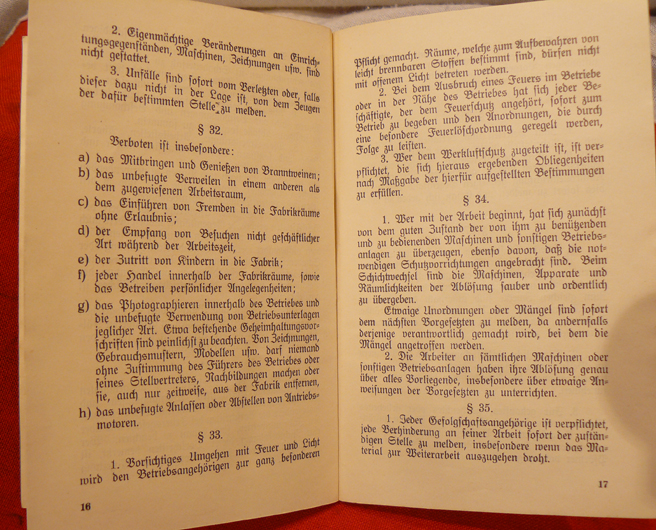 2. Eigenmächtige Veränderungen an Einrich-
tungsgegenständen, Maschinen, Zeichnungen usw. sind
nicht gestattet.
3. Unfälle sind sofort vom Verletzten oder, falls
dieser dazu nicht in der Lage ist, von dem Zeugen
der dafür bestimmten Stelle zu melden.
§ 32.
Verboten ist insbesondere:
a) das Mitbringen und Genießen von Branntweinen;
b) das unbefugte Verweilen in einem anderen als
dem zugewiesenen Arbeitsraum,
c) das Einführen von Fremden in die Fabrikräume
ohne Erlaubnis;
d) der Empfang von Besuchen nicht geschäftlicher
Art während der Arbeitszeit,
e) der Zutritt von Kindern in die Fabrik;
f) jeder Handel innerhalb der Fabrikräume, sowie
das Betreiben persönlicher Angelegenheiten;
g) das Photographieren innerhalb des Betriebes und
die unbefugte Verwendung von Betriebsunterlagen
jeglicher Art. Etwa bestehende Geheimhaltungsvor-
schriften sind peinlichst zu beachten. Von Zeichnungen,
Gebrauchsmustern, Modellen usw. darf niemand
ohne Zustimmung des Führers des Betriebes oder
seines Stellvertreters, Nachbildungen machen oder
sie, auch nur zeitweise, aus der Fabrik entfernen,
h) das unbefugte Anlassen oder Abstellen von Antriebs-
motoren.
§ 33.
1. Vorsichtiges Umgehen mit Feuer und Licht
wird den Betriebsangehörigen zur ganz besonderen
16
Pflicht gemacht. Räume, welche zum Aufbewahren von
leicht brennbaren Stoffen bestimmt sind, dürfen nicht
mit offenem Licht betreten werden.
2. Bei dem Ausbruch eines Feuers im Betriebe
oder in der Nähe des Betriebes hat sich jeder Be-
schäftigte, der dem Feuerschutz angehört, sofort zum
Betrieb zu begeben und den Anordnungen, die durch
eine besondere Feuerlöschordnung geregelt werden,
Folge zu leisten.
3. Wer dem Werkluftschutz zugeteilt ist, ist ver-
pflichtet, die sich hieraus ergebenden Obliegenheiten
nach Maßgabe der hierfür aufgestellten Bestimmungen
zu erfüllen.
§ 34.
1. Wer mit der Arbeit beginnt, hat sich zunächst
von dem guten Zustand der von ihm zu benützenden
und zu bedienenden Maschinen und sonstigen Betriebs-
anlagen zu überzeugen, ebenso davon, daß die not-
wendigen Schutzvorrichtungen angebracht sind. Beim
Schichtwechsel sind die Maschinen, Apparate und
Räumlichkeiten der Ablösung sauber und ordentlich
zu übergeben.
Etwaige Unordnungen oder Mängel sind sofort
dem nächsten Vorgesetzten zu melden, da andernfalls
derjenige verantwortlich gemacht wird, bei dem die
Mängel angetroffen werden.
2. Die Arbeiter an sämtlichen Maschinen oder
sonstigen Betriebsanlagen haben ihre Ablösung genau
über alles Vorliegende, insbesondere über etwaige An-
weisungen der Vorgesetzten zu unterrichten.
§ 35.
1. Jeder Gefolgschaftsangehörige ist verpflichtet,
jede Verhinderung an seiner Arbeit sofort der zustän-
digen Stelle zu melden, insbesondere wenn das Ma-
terial zur Weiterarbeit auszugehen droht.
17